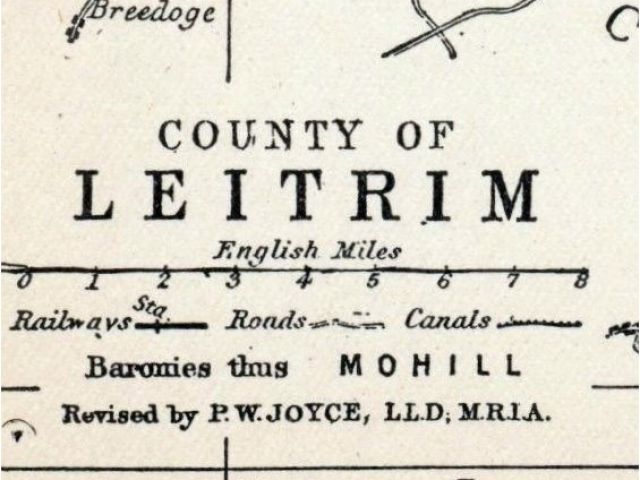 Breedoge
C
COUNTY OF
LEITRIM
English Miles
0 1 2 3 4 5 6 7 8
Railways Sta. Roads Canals
Baronies thus MOHILL
Revised by P. W. JOYCE, LL.D; M.R.I.A.